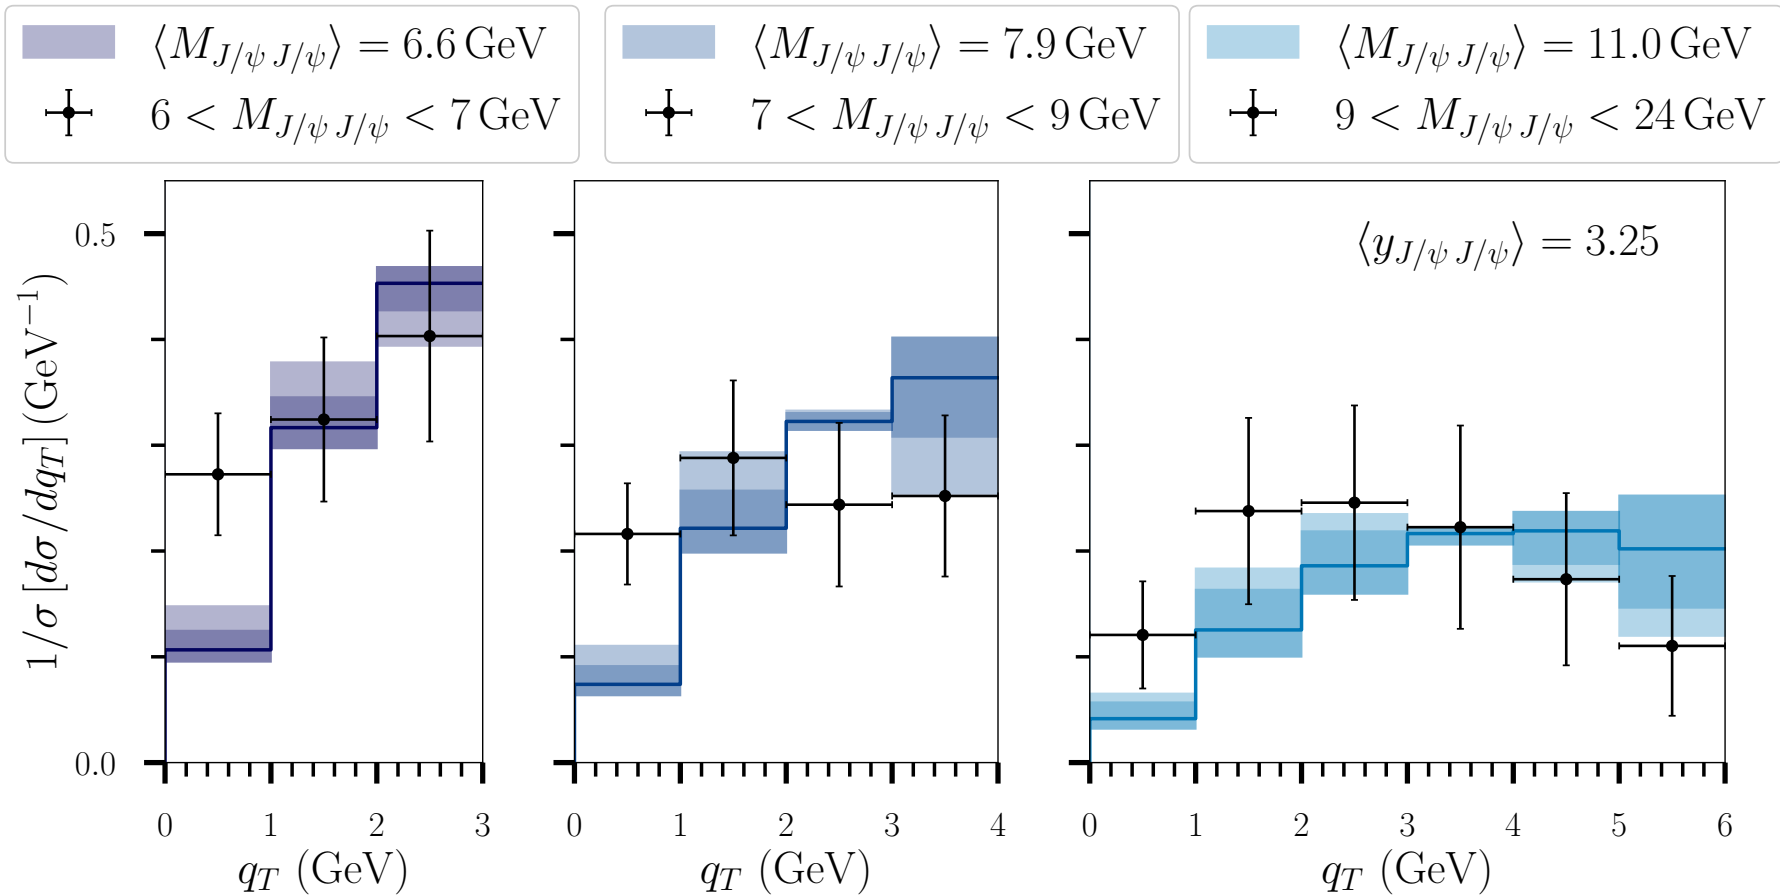 ⟨M_{J/ψ J/ψ}⟩ = 6.6 GeV
6 < M_{J/ψ J/ψ} < 7 GeV
⟨M_{J/ψ J/ψ}⟩ = 7.9 GeV
7 < M_{J/ψ J/ψ} < 9 GeV
⟨M_{J/ψ J/ψ}⟩ = 11.0 GeV
9 < M_{J/ψ J/ψ} < 24 GeV
⟨y_{J/ψ J/ψ}⟩ = 3.25
1/σ [dσ/dq_T] (GeV⁻¹)
0.5
0.0
0 1 2 3
q_T (GeV)
0 1 2 3 4
q_T (GeV)
0 1 2 3 4 5 6
q_T (GeV)